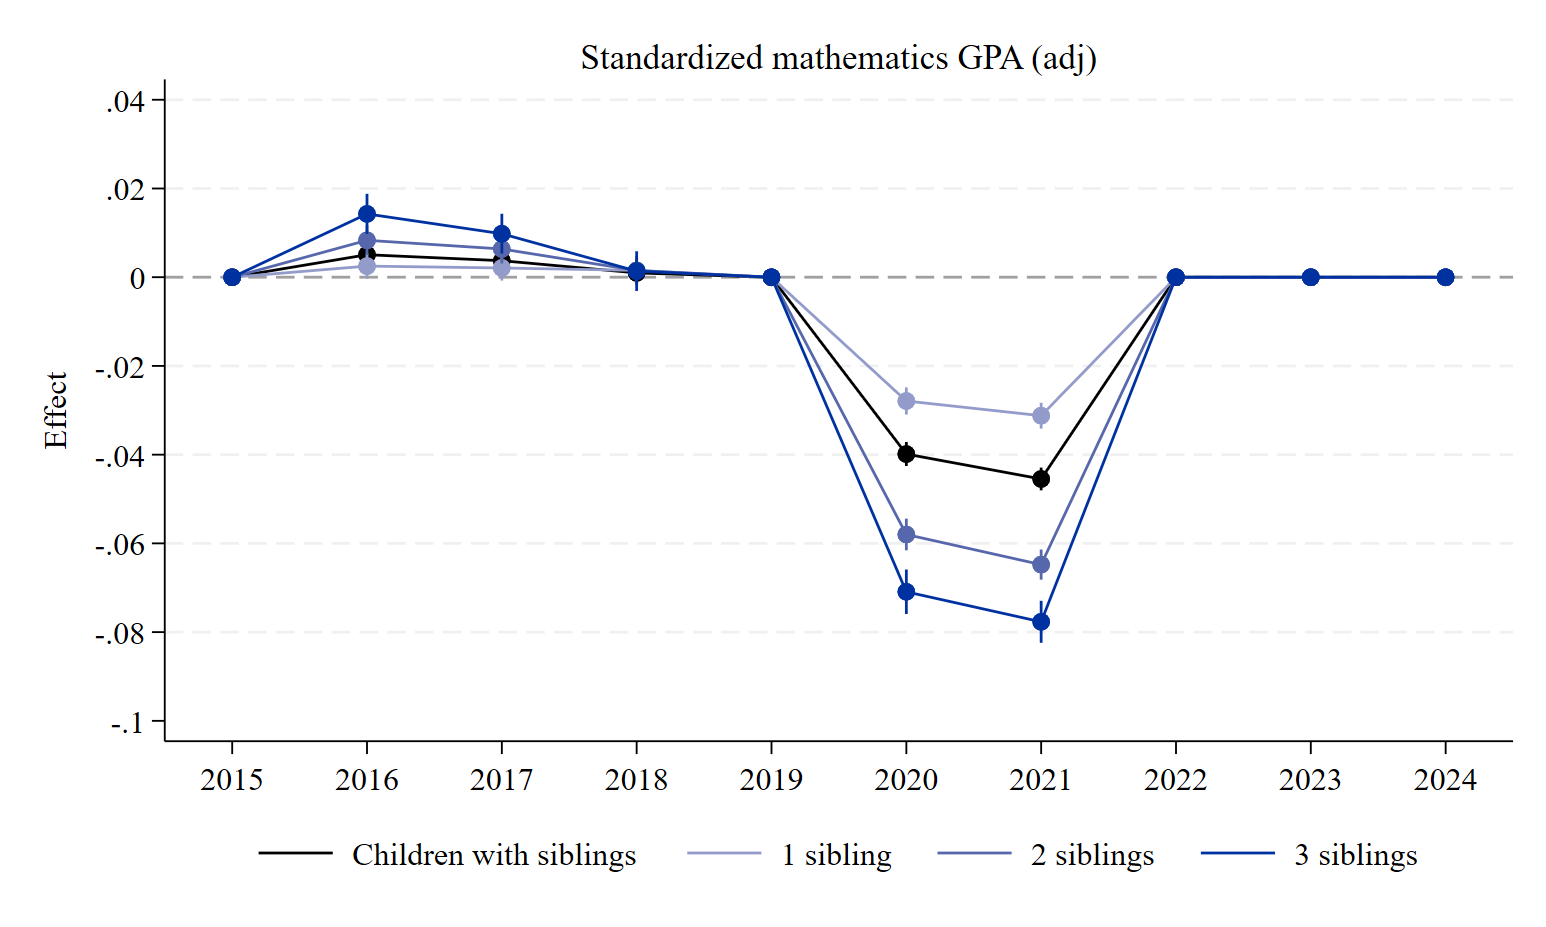 Standardized mathematics GPA (adj)
Effect
.04
.02
0
-.02
-.04
-.06
-.08
-.1
2015 2016 2017 2018 2019 2020 2021 2022 2023 2024
Children with siblings 1 sibling 2 siblings 3 siblings